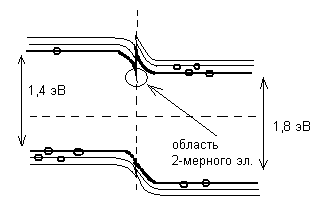 1,4 эВ
1,8 эВ
область
2-мерного эл.